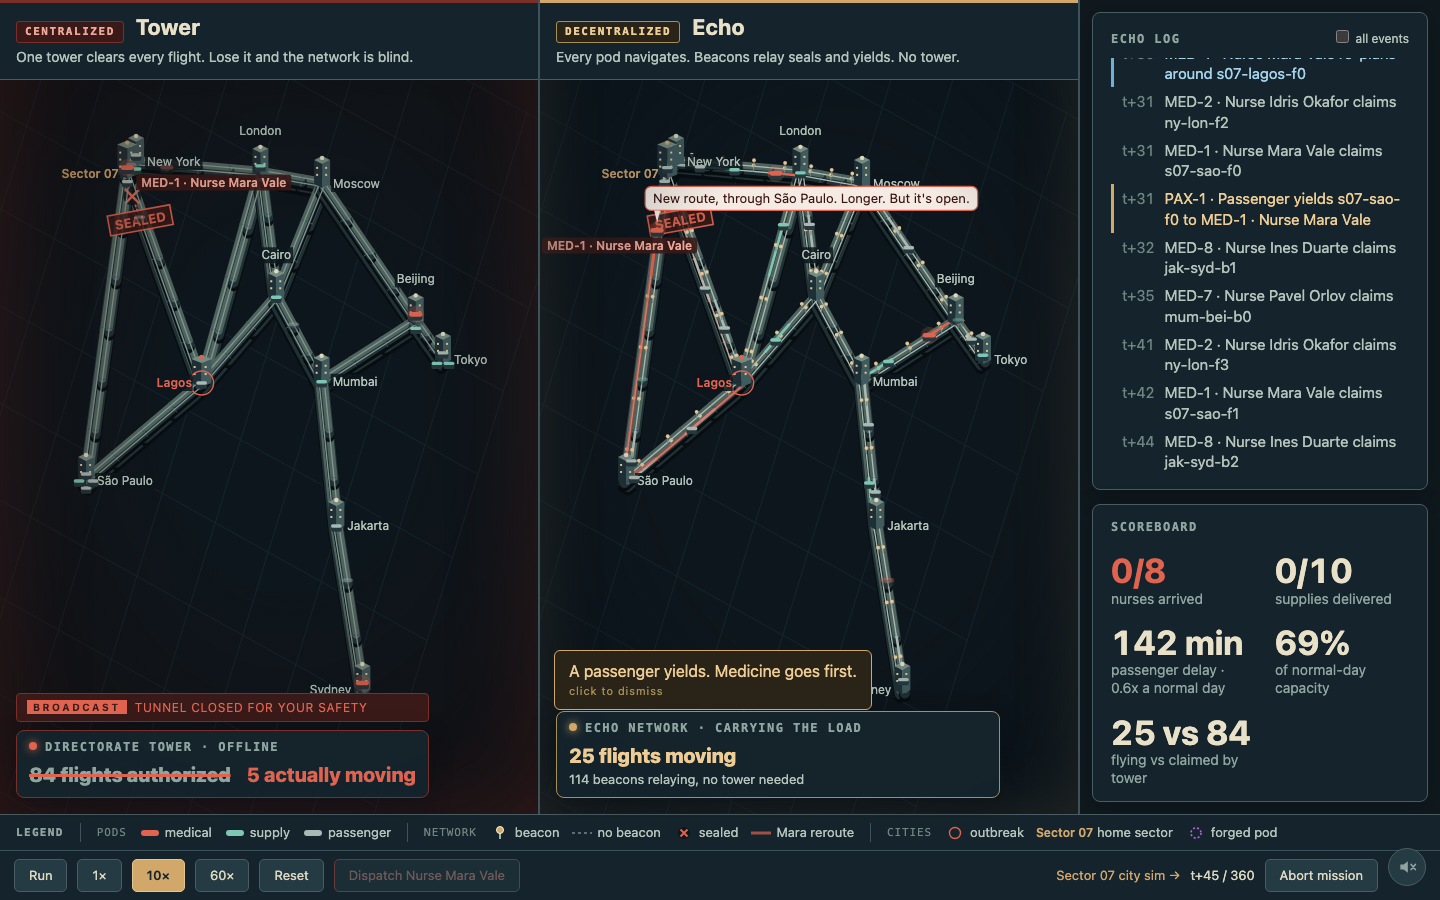 CENTRALIZED Tower
One tower clears every flight. Lose it and the network is blind.
London
New York
Sector 07
MED-1 · Nurse Mara Vale
Moscow
SEALED
Cairo
Beijing
Tokyo
Lagos
Mumbai
São Paulo
Jakarta
Sydney
BROADCAST TUNNEL CLOSED FOR YOUR SAFETY
DIRECTORATE TOWER · OFFLINE
84 flights authorized 5 actually moving
DECENTRALIZED Echo
Every pod navigates. Beacons relay seals and yields. No tower.
London
New York
Sector 07
Moscow
New route, through São Paulo. Longer. But it's open.
SEALED
MED-1 · Nurse Mara Vale
Cairo
Beijing
Tokyo
Lagos
Mumbai
São Paulo
Jakarta
ney
A passenger yields. Medicine goes first.
click to dismiss
ECHO NETWORK · CARRYING THE LOAD
25 flights moving
114 beacons relaying, no tower needed
ECHO LOG all events
around s07-lagos-f0
t+31 MED-2 · Nurse Idris Okafor claims
ny-lon-f2
t+31 MED-1 · Nurse Mara Vale claims
s07-sao-f0
t+31 PAX-1 · Passenger yields s07-sao-
f0 to MED-1 · Nurse Mara Vale
t+32 MED-8 · Nurse Ines Duarte claims
jak-syd-b1
t+35 MED-7 · Nurse Pavel Orlov claims
mum-bei-b0
t+41 MED-2 · Nurse Idris Okafor claims
ny-lon-f3
t+42 MED-1 · Nurse Mara Vale claims
s07-sao-f1
t+44 MED-8 · Nurse Ines Duarte claims
jak-syd-b2
SCOREBOARD
0/8
nurses arrived
0/10
supplies delivered
142 min
passenger delay ·
0.6x a normal day
69%
of normal-day
capacity
25 vs 84
flying vs claimed by
tower
LEGEND PODS medical supply passenger NETWORK beacon no beacon sealed Mara reroute CITIES outbreak Sector 07 home sector forged pod
Run 1× 10× 60× Reset Dispatch Nurse Mara Vale Sector 07 city sim → t+45 / 360 Abort mission